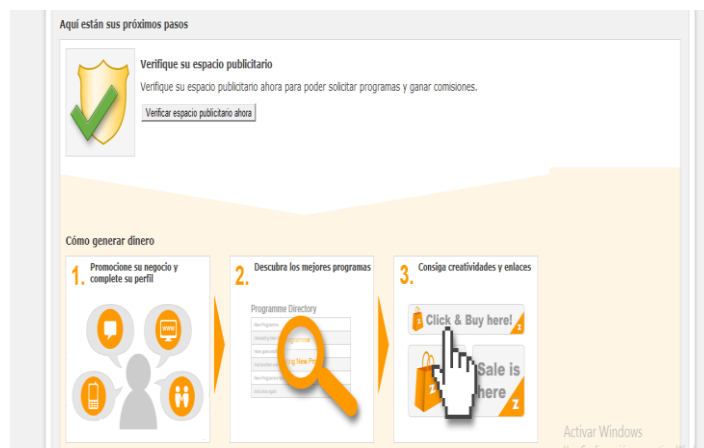 Aquí están sus próximos pasos
Verifique su espacio publicitario
Verifique su espacio publicitario ahora para poder solicitar programas y ganar comisiones.
Verificar espacio publicitario ahora
Cómo generar dinero
1. Promocione su negocio y
complete su perfil
2. Descubra los mejores programas
3. Consiga creatividades y enlaces
WWW
Programme Directory
New Programme
Click & Buy here!
Z
Sale is
here
Z
Activar Windows